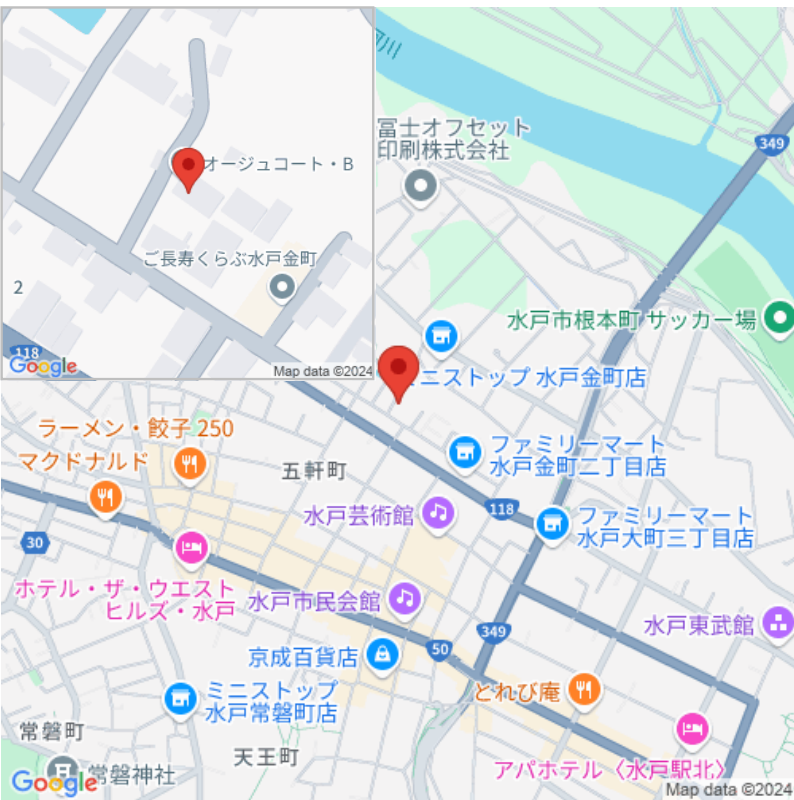 オージュコート・B
ご長寿くらぶ水戸金町
2
118
Google
Map data ©2024
冨士オフセット
印刷株式会社
349
水戸市根本町 サッカー場
ミニストップ 水戸金町店
ラーメン・餃子 250
マクドナルド
五軒町
ファミリーマート
水戸金町二丁目店
水戸芸術館
118
ファミリーマート
水戸大町三丁目店
30
ホテル・ザ・ウエスト
ヒルズ・水戸
水戸市民会館
349
水戸東武館
京成百貨店
50
とれび庵
ミニストップ
水戸常磐町店
常磐町
天王町
常磐神社
アパホテル〈水戸駅北〉
Google
Map data ©2024